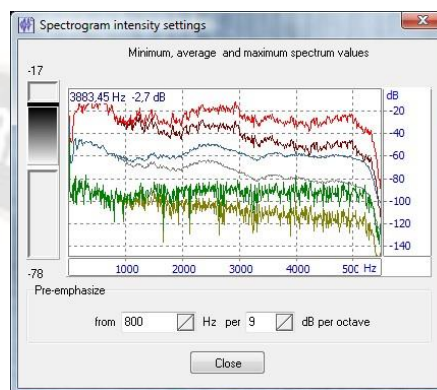 Spectrogram intensity settings
Minimum, average and maximum spectrum values
-17
3883,45 Hz -2,7 dB
dB
-20
-40
-60
-80
-100
-120
-140
-78
1000 2000 3000 4000 500 Hz
Pre-emphasize
from 800 Hz per 9 dB per octave
Close